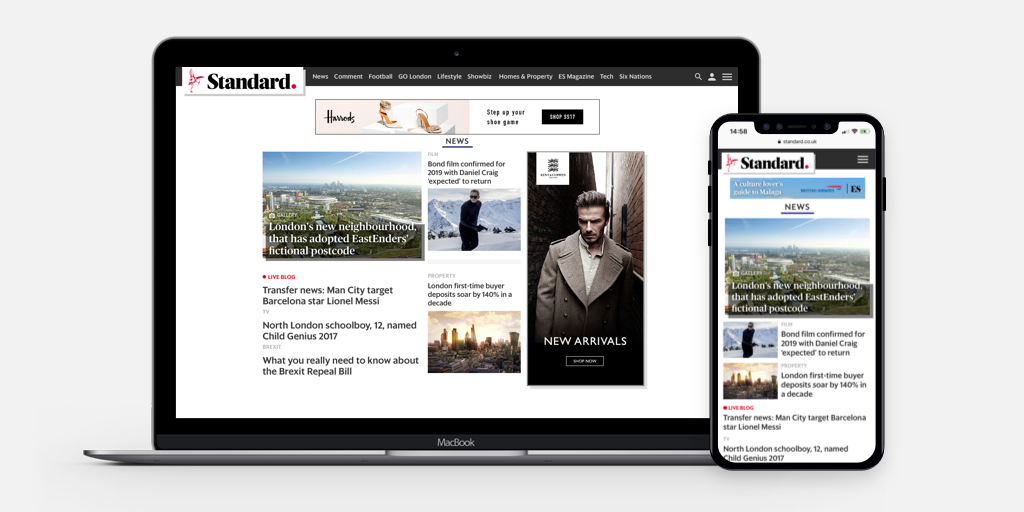 Standard.
News Comment Football GO London Lifestyle Showbiz Homes & Property ES Magazine Tech Six Nations
Harrods
Step up your
shoe game
SHOP SS17
NEWS
GALLERY
London's new neighbourhood,
that has adopted EastEnders'
fictional postcode
LIVE BLOG
Transfer news: Man City target
Barcelona star Lionel Messi
TV
North London schoolboy, 12, named
Child Genius 2017
BREXIT
What you really need to know about
the Brexit Repeal Bill
FILM
Bond film confirmed for
2019 with Daniel Craig
'expected' to return
PROPERTY
London first-time buyer
deposits soar by 140% in a
decade
KENT & CURWEN
NEW ARRIVALS
SHOP NOW
MacBook
14:58
standard.co.uk
Standard.
A culture lover's
guide to Malaga
BRITISH AIRWAYS
ES
NEWS
GALLERY
London's new neighbourhood,
that has adopted EastEnders'
fictional postcode
FILM
Bond film confirmed for
2019 with Daniel Craig
'expected' to return
PROPERTY
London first-time buyer
deposits soar by 140% in
a decade
LIVE BLOG
Transfer news: Man City target Barcelona
star Lionel Messi
TV
North London schoolboy, 12, named
Child Genius 2017